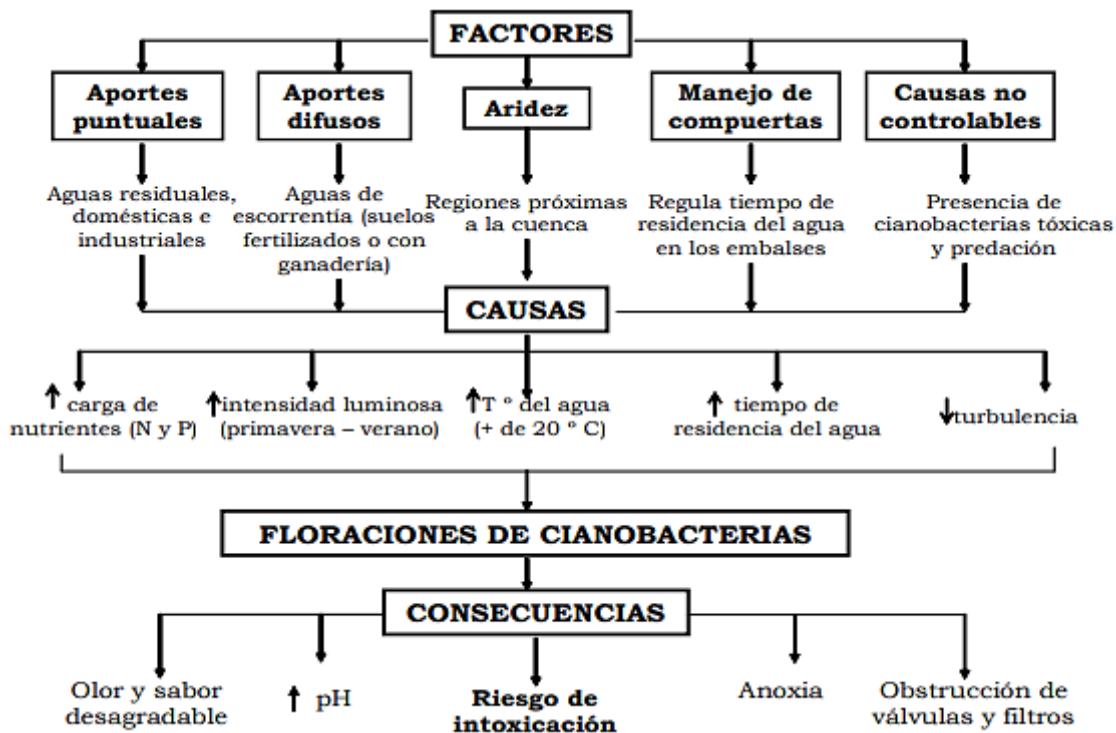 FACTORES
Aportes
puntuales
Aportes
difusos
Aridez
Manejo de
compuertas
Causas no
controlables
Aguas residuales,
domésticas e
industriales
Aguas de
escorrentía (suelos
fertilizados o con
ganadería)
Regiones próximas
a la cuenca
Regula tiempo de
residencia del agua
en los embalses
Presencia de
cianobacterias tóxicas
y predación
CAUSAS
↑ carga de
nutrientes (N y P)
↑intensidad luminosa
(primavera – verano)
↑T º del agua
(+ de 20 º C)
↑ tiempo de
residencia del agua
↓turbulencia
FLORACIONES DE CIANOBACTERIAS
CONSECUENCIAS
Olor y sabor
desagradable
↑ pH
Riesgo de
intoxicación
Anoxia
Obstrucción de
válvulas y filtros